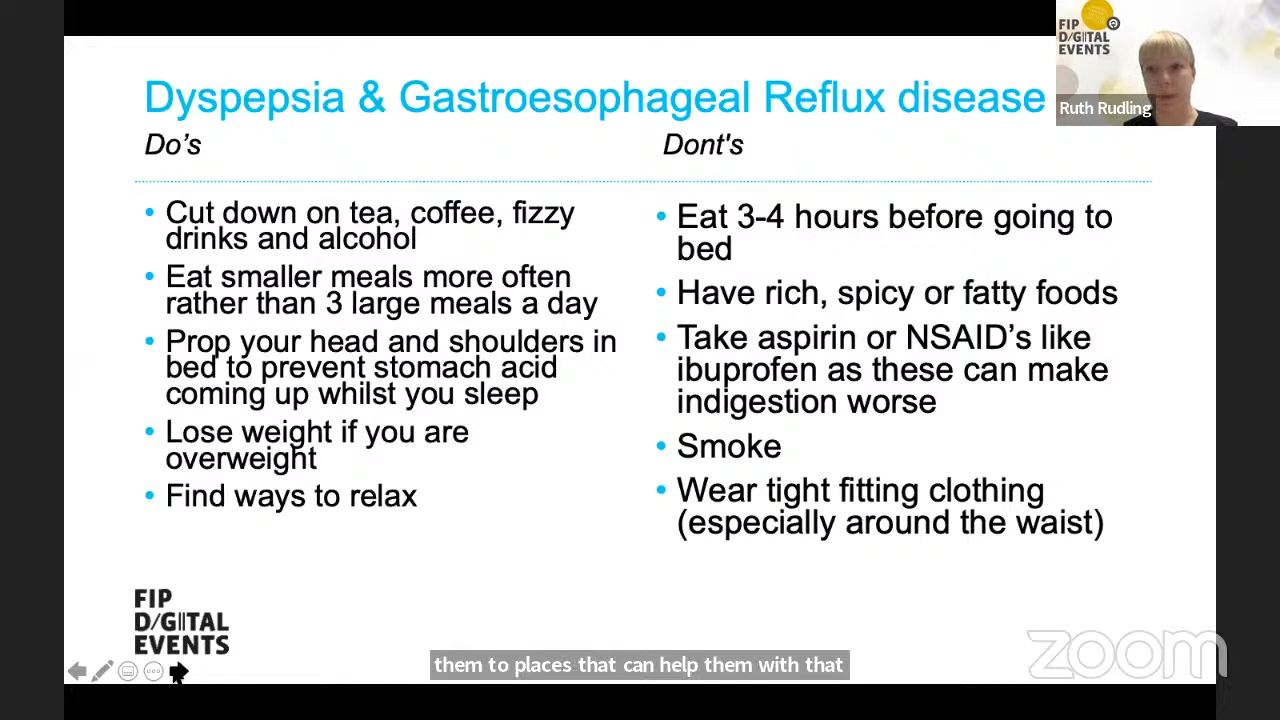 Dyspepsia & Gastroesophageal Reflux disease
Do’s
Dont's
• Cut down on tea, coffee, fizzy
drinks and alcohol
• Eat smaller meals more often
rather than 3 large meals a day
• Prop your head and shoulders in
bed to prevent stomach acid
coming up whilst you sleep
• Lose weight if you are
overweight
• Find ways to relax
• Eat 3-4 hours before going to
bed
• Have rich, spicy or fatty foods
• Take aspirin or NSAID’s like
ibuprofen as these can make
indigestion worse
• Smoke
• Wear tight fitting clothing
(especially around the waist)
FIP
D/GITAL
EVENTS
Ruth Rudling
FIP
D/GITAL
EVENTS
them to places that can help them with that
zoom